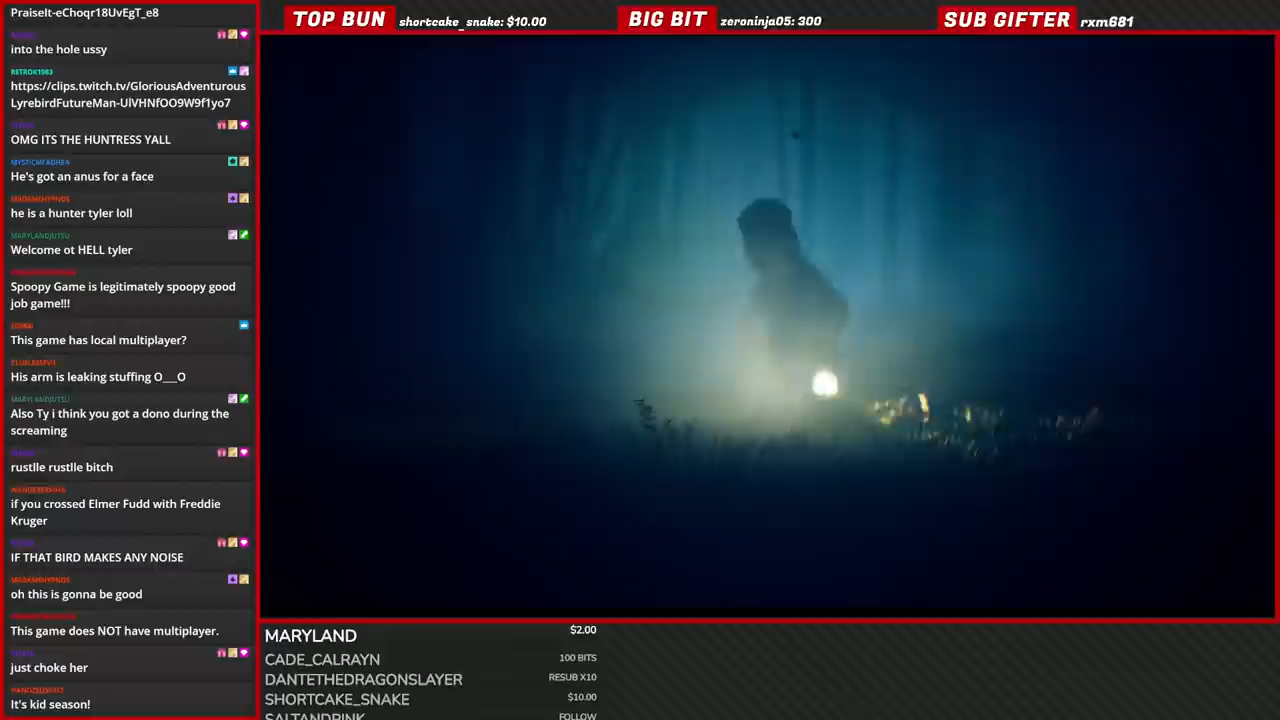 PraiseIt-eChoqr18UvEgT_e8
into the hole ussy
RETROK1983
https://clips.twitch.tv/GloriousAdventurous
LyrebirdFutureMan-UlVHNfOO9W9f1yo7
OMG ITS THE HUNTRESS YALL
He's got an anus for a face
MADAMEHYPNOS
he is a hunter tyler loll
MARYLANDJUTSU
Welcome ot HELL tyler
Spoopy Game is legitimately spoopy good
job game!!!
This game has local multiplayer?
His arm is leaking stuffing O___O
MARYLANDJUTSU
Also Ty i think you got a dono during the
screaming
rustlle rustlle bitch
if you crossed Elmer Fudd with Freddie
Kruger
IF THAT BIRD MAKES ANY NOISE
MADAMEHYPNOS
oh this is gonna be good
This game does NOT have multiplayer.
just choke her
It's kid season!
TOP BUN shortcake_snake: $10.00
BIG BIT zeroninja05: 300
SUB GIFTER rxm681
MARYLAND $2.00
CADE_CALRAYN 100 BITS
DANTETHEDRAGONSLAYER RESUB X10
SHORTCAKE_SNAKE $10.00
SALTANDPINK FOLLOW